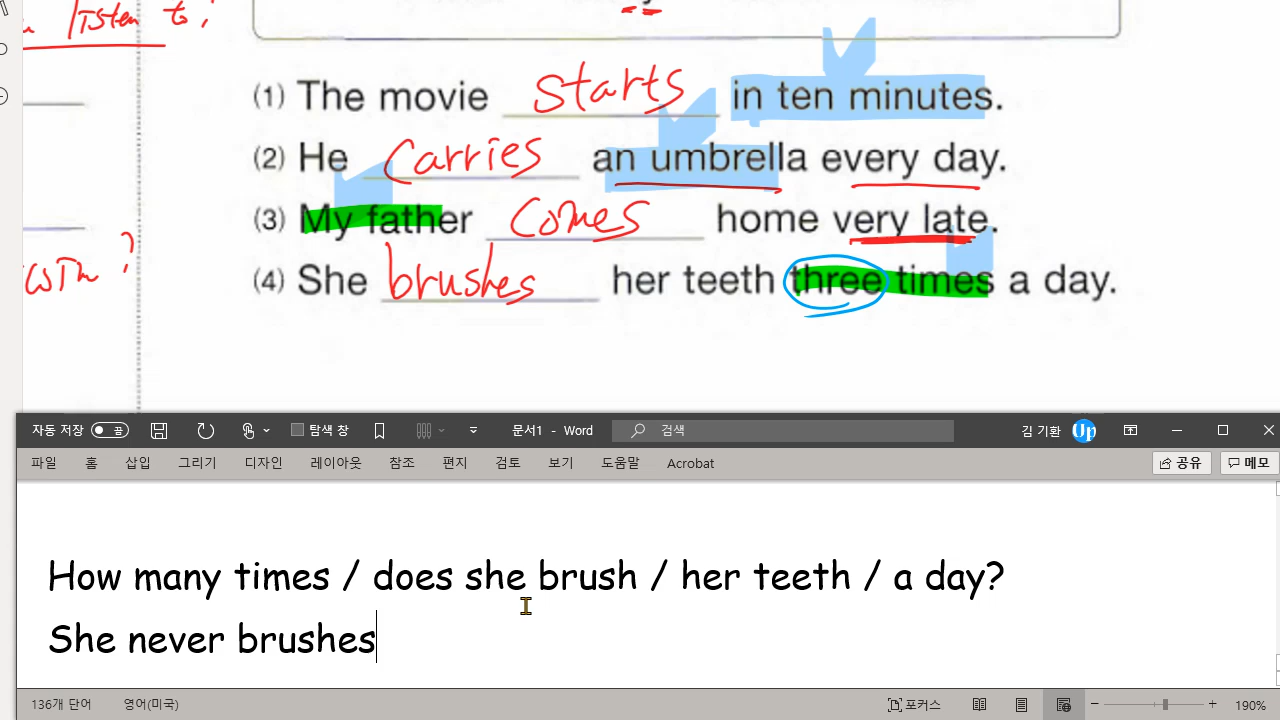 listen to?
(1) The movie starts in ten minutes.
(2) He carries an umbrella every day.
(3) My father comes home very late.
with?
(4) She brushes her teeth three times a day.
자동 저장 끔 탐색 창 문서1 - Word 검색 김 기환 Up
파일 홈 삽입 그리기 디자인 레이아웃 참조 편지 검토 보기 도움말 Acrobat 공유 메모
How many times / does she brush / her teeth / a day?
She never brushes
136개 단어 영어(미국) 포커스 190%